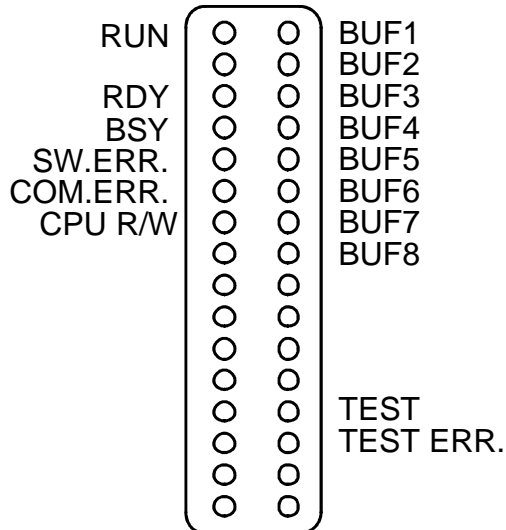 RUN BUF1
BUF2
RDY BUF3
BSY BUF4
SW.ERR. BUF5
COM.ERR. BUF6
CPU R/W BUF7
BUF8
TEST
TEST ERR.